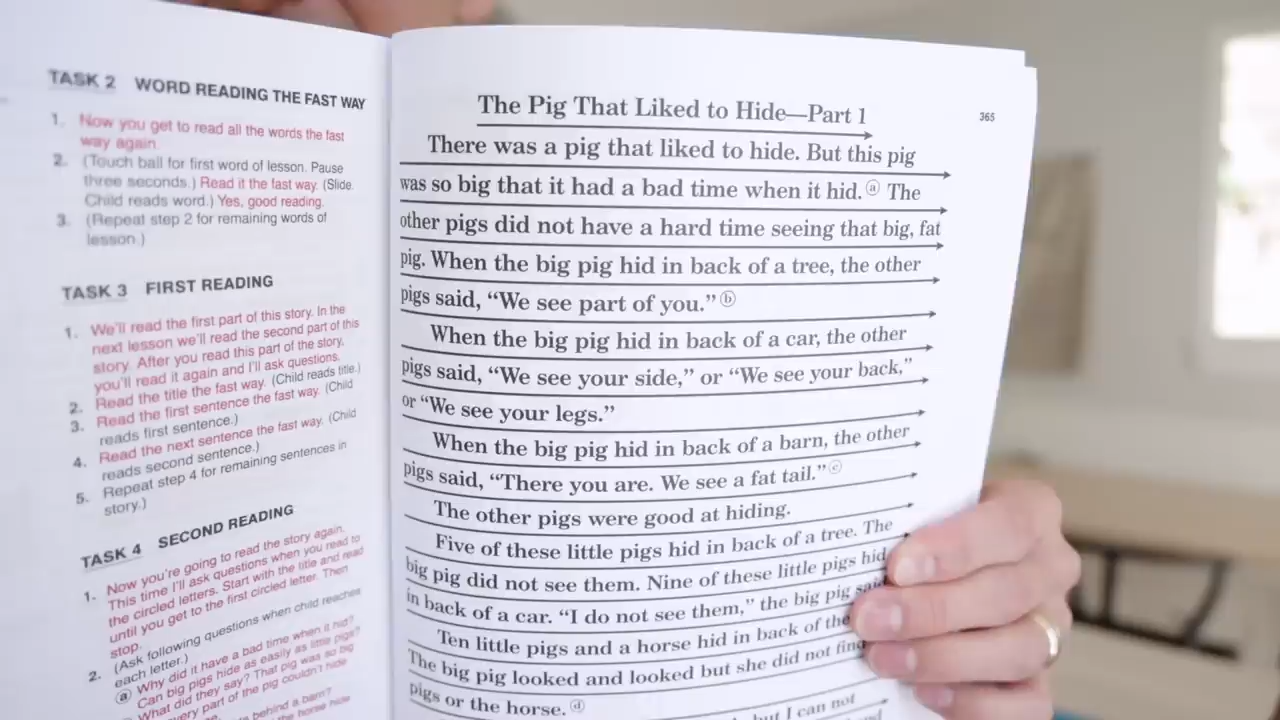 TASK 2 WORD READING THE FAST WAY
1. Now you get to read all the words the fast
way again.
2. (Touch ball for first word of lesson. Pause
three seconds.) Read it the fast way. (Slide.
Child reads word.) Yes, good reading.
3. (Repeat step 2 for remaining words of
lesson.)
TASK 3 FIRST READING
1. We'll read the first part of this story. In the
next lesson we'll read the second part of this
story. After you read this part of the story,
you'll read it again and I'll ask questions.
2. Read the title the fast way. (Child reads title.)
3. Read the first sentence the fast way. (Child
reads first sentence.)
4. Read the next sentence the fast way. (Child
reads second sentence.)
5. Repeat step 4 for remaining sentences in
story.)
TASK 4 SECOND READING
1. Now you're going to read the story again.
This time I'll ask questions when you read to
the circled letters. Start with the title and read
until you get to the first circled letter. Then
stop.
2. (Ask following questions when child reaches
each letter.)
ⓐ Why did it have a bad time when it hid?
Can big pigs hide as easily as little pigs?
What did they say? That pig was so big
every part of the pig couldn't hide
behind a barn?
the horse hide
The Pig That Liked to Hide—Part 1
365
There was a pig that liked to hide. But this pig
was so big that it had a bad time when it hid.ⓐ The
other pigs did not have a hard time seeing that big, fat
pig. When the big pig hid in back of a tree, the other
pigs said, “We see part of you.”ⓑ
When the big pig hid in back of a car, the other
pigs said, “We see your side,” or “We see your back,”
or “We see your legs.”
When the big pig hid in back of a barn, the other
pigs said, “There you are. We see a fat tail.”ⓒ
The other pigs were good at hiding.
Five of these little pigs hid in back of a tree. The
big pig did not see them. Nine of these little pigs hid
in back of a car. “I do not see them,” the big pig said
Ten little pigs and a horse hid in back of the
The big pig looked and looked but she did not find
pigs or the horse.ⓓ
but I can not